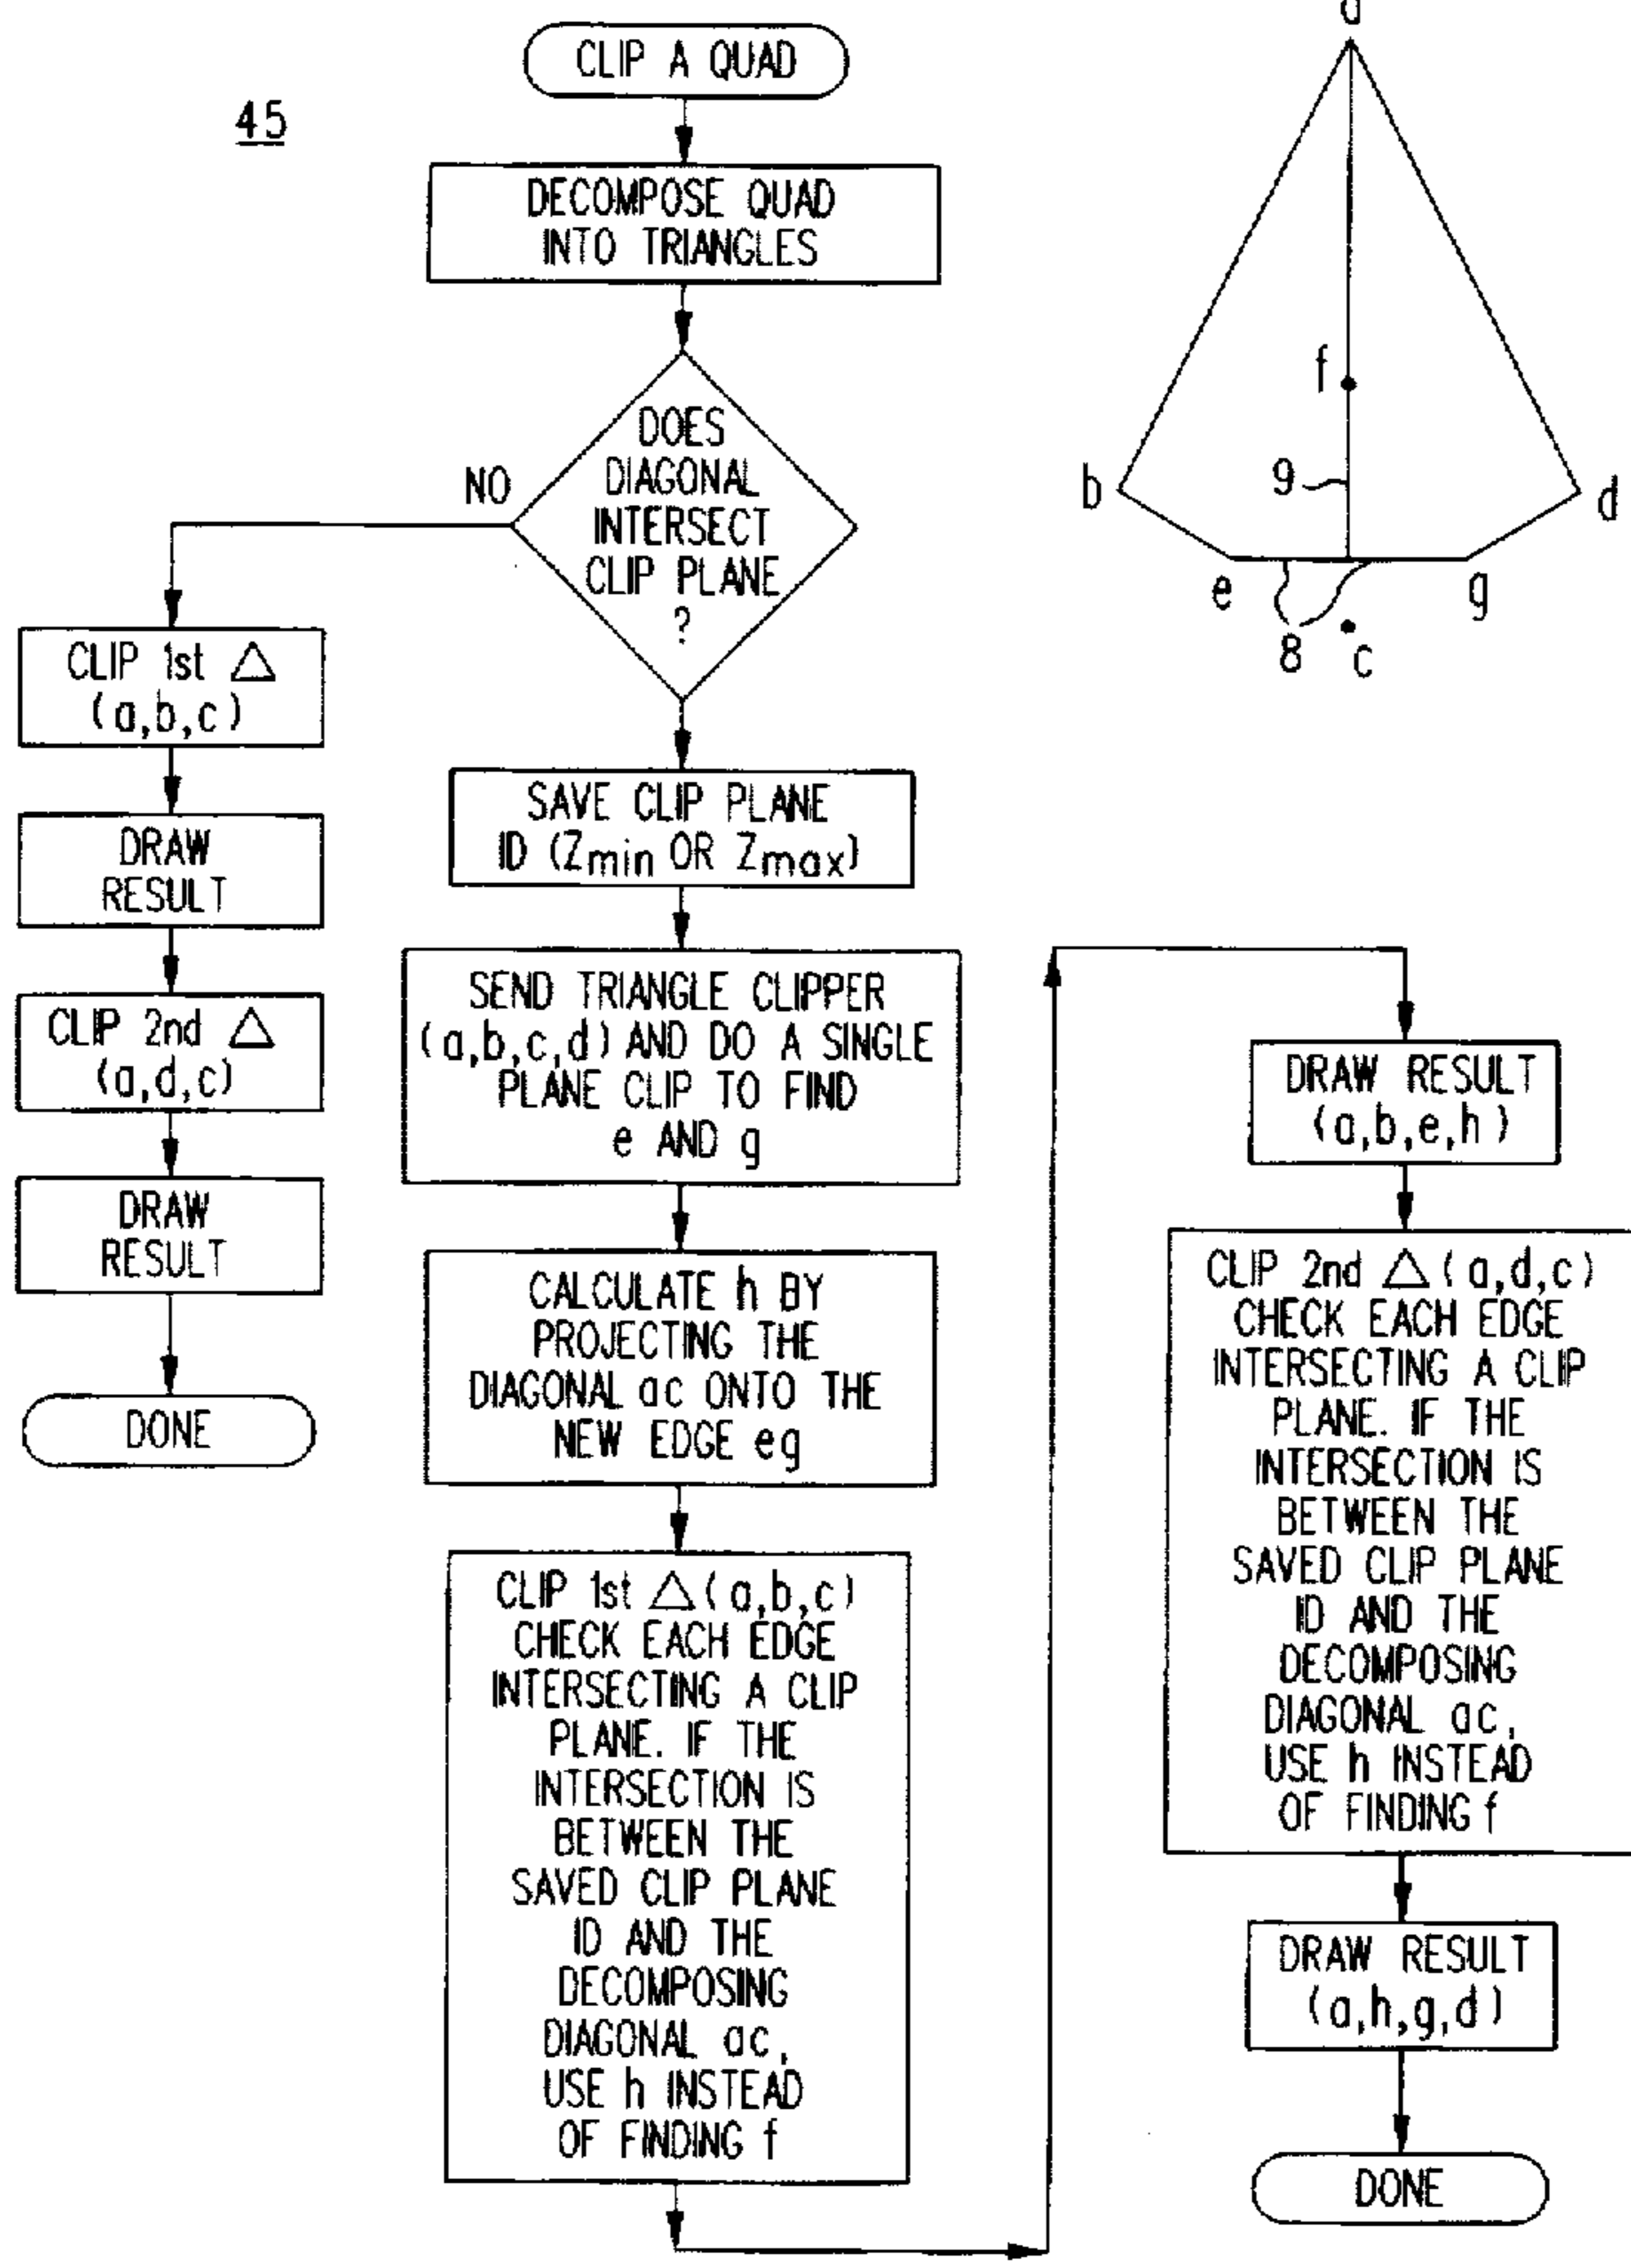 45
CLIP A QUAD
DECOMPOSE QUAD
INTO TRIANGLES
DOES
DIAGONAL
INTERSECT
CLIP PLANE
?
NO
CLIP 1st △
(a,b,c)
DRAW
RESULT
CLIP 2nd △
(a,d,c)
DRAW
RESULT
DONE
SAVE CLIP PLANE
ID (Zmin OR Zmax)
SEND TRIANGLE CLIPPER
(a,b,c,d) AND DO A SINGLE
PLANE CLIP TO FIND
e AND g
CALCULATE h BY
PROJECTING THE
DIAGONAL ac ONTO THE
NEW EDGE eg
CLIP 1st △(a,b,c)
CHECK EACH EDGE
INTERSECTING A CLIP
PLANE. IF THE
INTERSECTION IS
BETWEEN THE
SAVED CLIP PLANE
ID AND THE
DECOMPOSING
DIAGONAL ac,
USE h INSTEAD
OF FINDING f
DRAW RESULT
(a,b,e,h)
CLIP 2nd △(a,d,c)
CHECK EACH EDGE
INTERSECTING A CLIP
PLANE. IF THE
INTERSECTION IS
BETWEEN THE
SAVED CLIP PLANE
ID AND THE
DECOMPOSING
DIAGONAL ac,
USE h INSTEAD
OF FINDING f
DRAW RESULT
(a,h,g,d)
DONE
f
b
9
d
e
g
8
c